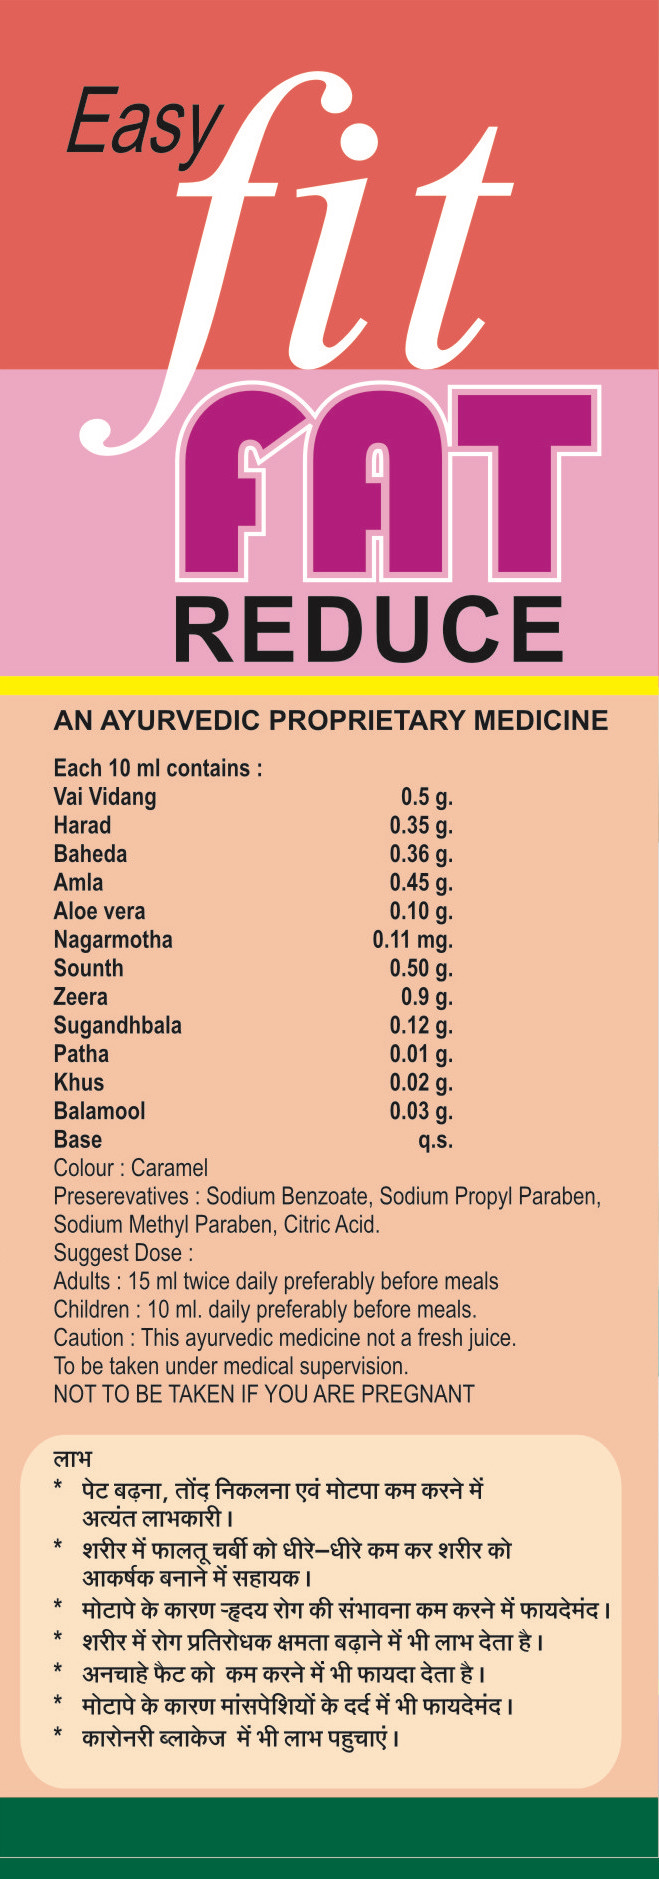 Easy
fit
FAT
REDUCE
AN AYURVEDIC PROPRIETARY MEDICINE
Each 10 ml contains :
Vai Vidang 0.5 g.
Harad 0.35 g.
Baheda 0.36 g.
Amla 0.45 g.
Aloe vera 0.10 g.
Nagarmotha 0.11 mg.
Sounth 0.50 g.
Zeera 0.9 g.
Sugandhbala 0.12 g.
Patha 0.01 g.
Khus 0.02 g.
Balamool 0.03 g.
Base q.s.
Colour : Caramel
Preserevatives : Sodium Benzoate, Sodium Propyl Paraben,
Sodium Methyl Paraben, Citric Acid.
Suggest Dose :
Adults : 15 ml twice daily preferably before meals
Children : 10 ml. daily preferably before meals.
Caution : This ayurvedic medicine not a fresh juice.
To be taken under medical supervision.
NOT TO BE TAKEN IF YOU ARE PREGNANT
लाभ
* पेट बढ़ना, तोंद़ निकलना एवं मोटपा कम करने में
अत्यंत लाभकारी।
* शरीर में फालतू चर्बी को धीरे–धीरे कम कर शरीर को
आकर्षक बनाने में सहायक।
* मोटापे के कारण ऱ्हृदय रोग की संभावना कम करने में फायदेमंद।
* शरीर में रोग प्रतिरोधक क्षमता बढ़ाने में भी लाभ देता है।
* अनचाहे फैट को कम करने में भी फायदा देता है।
* मोटापे के कारण मांसपेशियों के दर्द में भी फायदेमंद।
* कारोनरी ब्लाकेज में भी लाभ पहुचाएं।